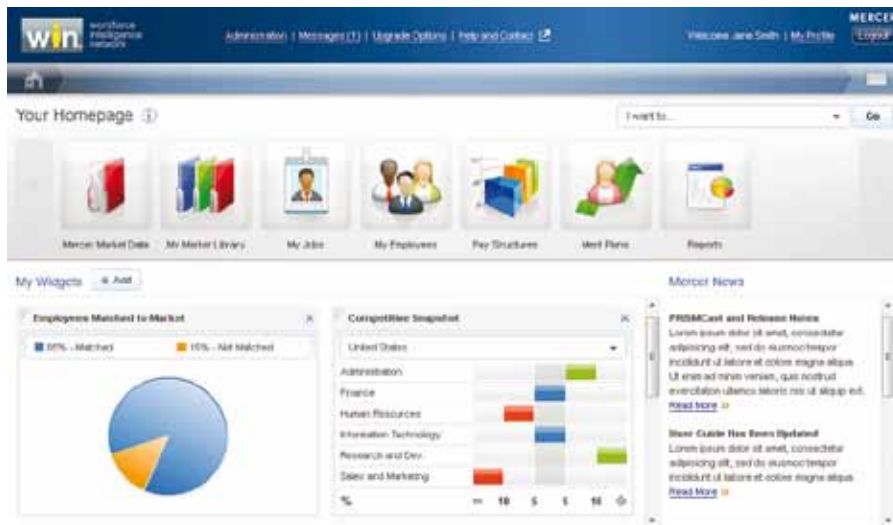 MERCER
win workforce intelligence network
Administration | Messages (1) | Upgrade Options | Help and Contact
Welcome Jane Smith | My Profile
Logout
Your Homepage
I want to...
Go
Mercer Market Data
My Market Library
My Jobs
My Employees
Pay Structures
Merit Plans
Reports
My Widgets
+ Add
Mercer News
Employees Matched to Market
85% - Matched
15% - Not Matched
Competitive Snapshot
United States
Administration
Finance
Human Resources
Information Technology
Research and Dev.
Sales and Marketing
%
10 5 5 10
PRISMCast and Release Notes
Lorem ipsum dolor sit amet, consectetur
adipisicing elit, sed do eiusmod tempor
incididunt ut labore et dolore magna aliqua.
Ut enim ad minim veniam, quis nostrud
exercitation ullamco laboris nisi ut aliquip ext.
Read More »
User Guide Has Been Updated
Lorem ipsum dolor sit amet, consectetur
adipisicing elit, sed do eiusmod tempor
incididunt ut labore et dolore magna aliqua.
Read More »